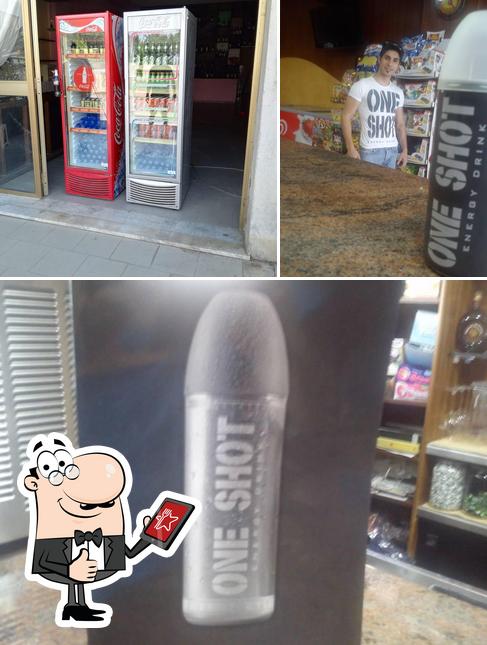 Coca-Cola
Coca-Cola
ONE
SHOT
ONE SHOT
ENERGY DRINK
ONE SHOT